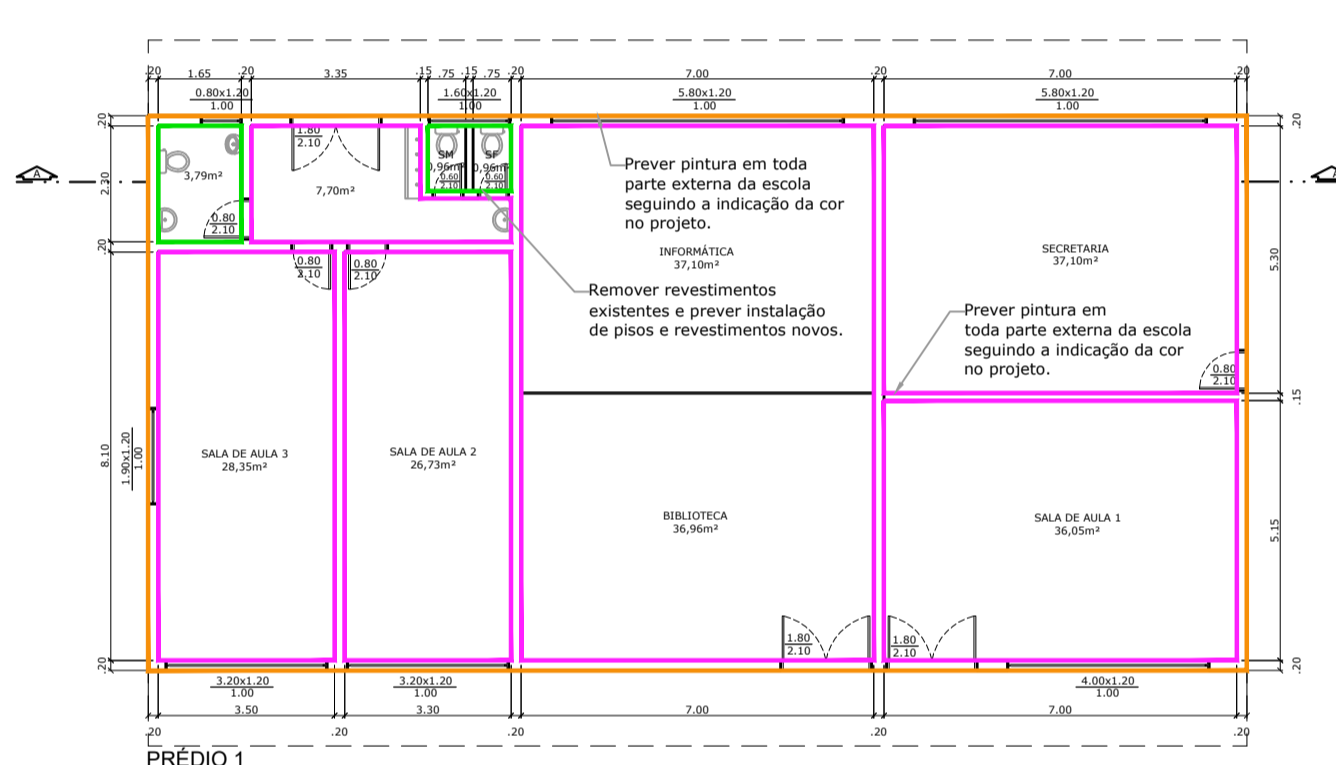 .20 1.65 .20 3.35 .15 .75 .15 .75 .20 7.00 .20 7.00 .20
0.80x1.20
1.00
1.60x1.20
1.00
5.80x1.20
1.00
5.80x1.20
1.00
.20
.20
1.80
2.10
SM
0,96m²
0.60
2.10
SF
0,96m²
0.60
2.10
Prever pintura em toda
parte externa da escola
seguindo a indicação da cor
no projeto.
A
A
2.30
3,79m²
7,70m²
0.80
2.10
.20
INFORMÁTICA
37,10m²
SECRETARIA
37,10m²
5.30
0.80
2.10
0.80
2.10
Remover revestimentos
existentes e prever instalação
de pisos e revestimentos novos.
Prever pintura em
toda parte externa da escola
seguindo a indicação da cor
no projeto.
0.80
2.10
.15
8.10
1.90x1.20
1.00
SALA DE AULA 3
28,35m²
SALA DE AULA 2
26,73m²
BIBLIOTECA
36,96m²
SALA DE AULA 1
36,05m²
5.15
1.80
2.10
1.80
2.10
.20
.20
3.20x1.20
1.00
3.20x1.20
1.00
4.00x1.20
1.00
3.50 3.30 7.00 7.00
.20 .20 .20 .20 .20
PRÉDIO 1